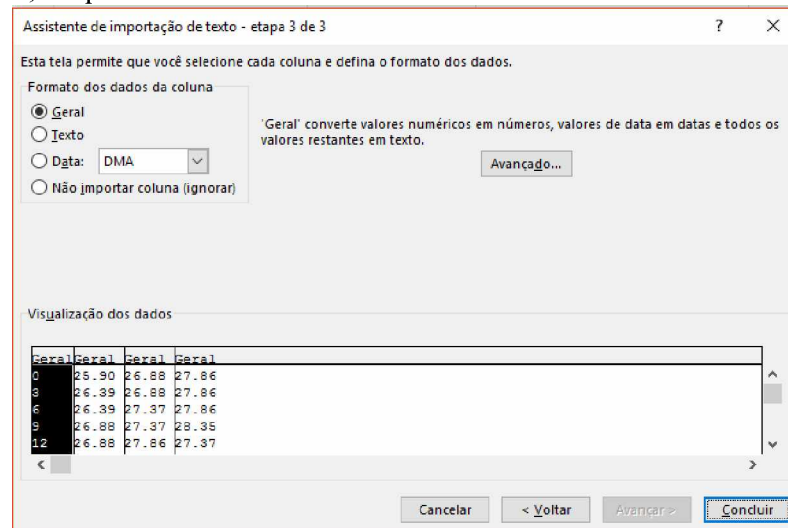 Assistente de importação de texto - etapa 3 de 3 ? X
Esta tela permite que você selecione cada coluna e defina o formato dos dados.
Formato dos dados da coluna
Geral
Texto
Data: DMA
Não importar coluna (ignorar)
'Geral' converte valores numéricos em números, valores de data em datas e todos os
valores restantes em texto.
Avançado...
Visualização dos dados
Geral Geral Geral Geral
0 25.90 26.88 27.86
3 26.39 26.88 27.86
6 26.39 27.37 27.86
9 26.88 27.37 28.35
12 26.88 27.86 27.37
Cancelar < Voltar Avançar > Concluir